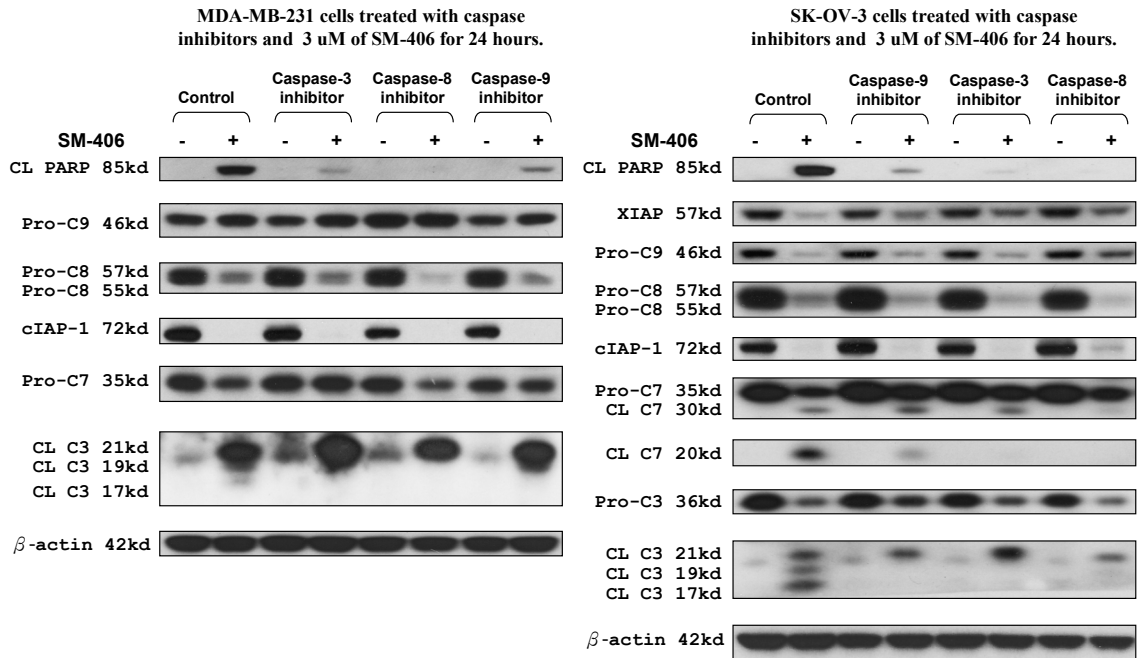 MDA-MB-231 cells treated with caspase
inhibitors and 3 uM of SM-406 for 24 hours.
Control
Caspase-3
inhibitor
Caspase-8
inhibitor
Caspase-9
inhibitor
SM-406 - + - + - + - +
CL PARP 85kd
Pro-C9 46kd
Pro-C8 57kd
Pro-C8 55kd
cIAP-1 72kd
Pro-C7 35kd
CL C3 21kd
CL C3 19kd
CL C3 17kd
β-actin 42kd
SK-OV-3 cells treated with caspase
inhibitors and 3 uM of SM-406 for 24 hours.
Control
Caspase-9
inhibitor
Caspase-3
inhibitor
Caspase-8
inhibitor
SM-406 - + - + - + - +
CL PARP 85kd
XIAP 57kd
Pro-C9 46kd
Pro-C8 57kd
Pro-C8 55kd
cIAP-1 72kd
Pro-C7 35kd
CL C7 30kd
CL C7 20kd
Pro-C3 36kd
CL C3 21kd
CL C3 19kd
CL C3 17kd
β-actin 42kd